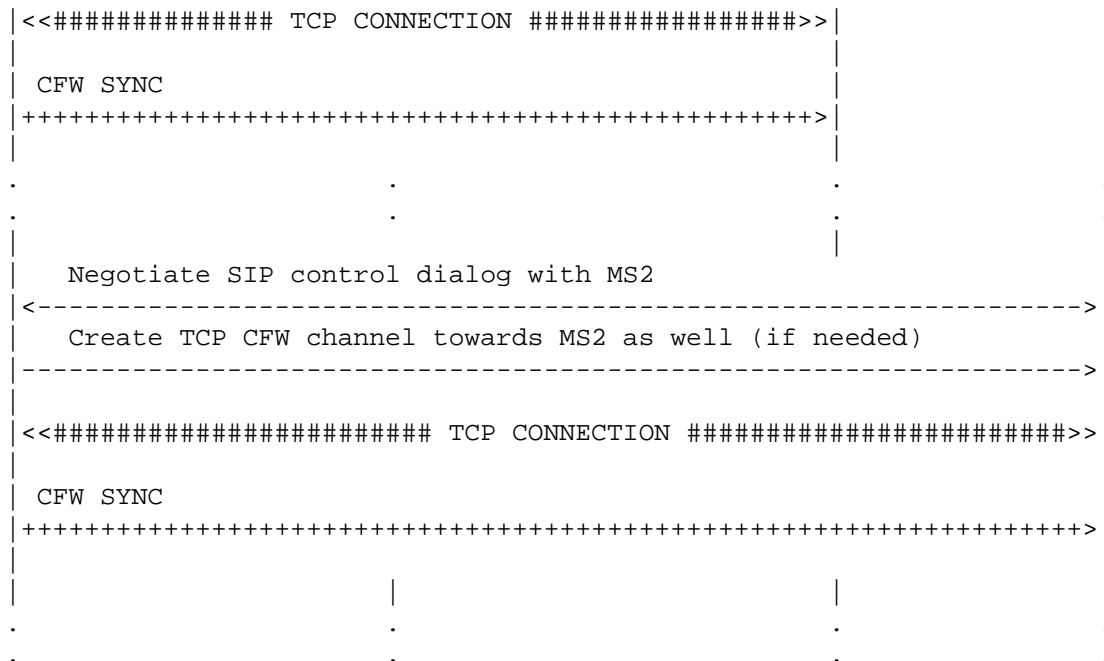 |<<############## TCP CONNECTION #################>>|
|                                                   |
| CFW SYNC                                          |
|++++++++++++++++++++++++++++++++++++++++++++++++++>|
|                                                   |
.                       .                           .
.                       .                           .
|                                                   |
|   Negotiate SIP control dialog with MS2
|<------------------------------------------------------------------>
|   Create TCP CFW channel towards MS2 as well (if needed)
|------------------------------------------------------------------->
|
|<<######################## TCP CONNECTION ########################>>
|
| CFW SYNC
|+++++++++++++++++++++++++++++++++++++++++++++++++++++++++++++++++++>
|
|                       |                           |
.                       .                           .
.                       .                           .